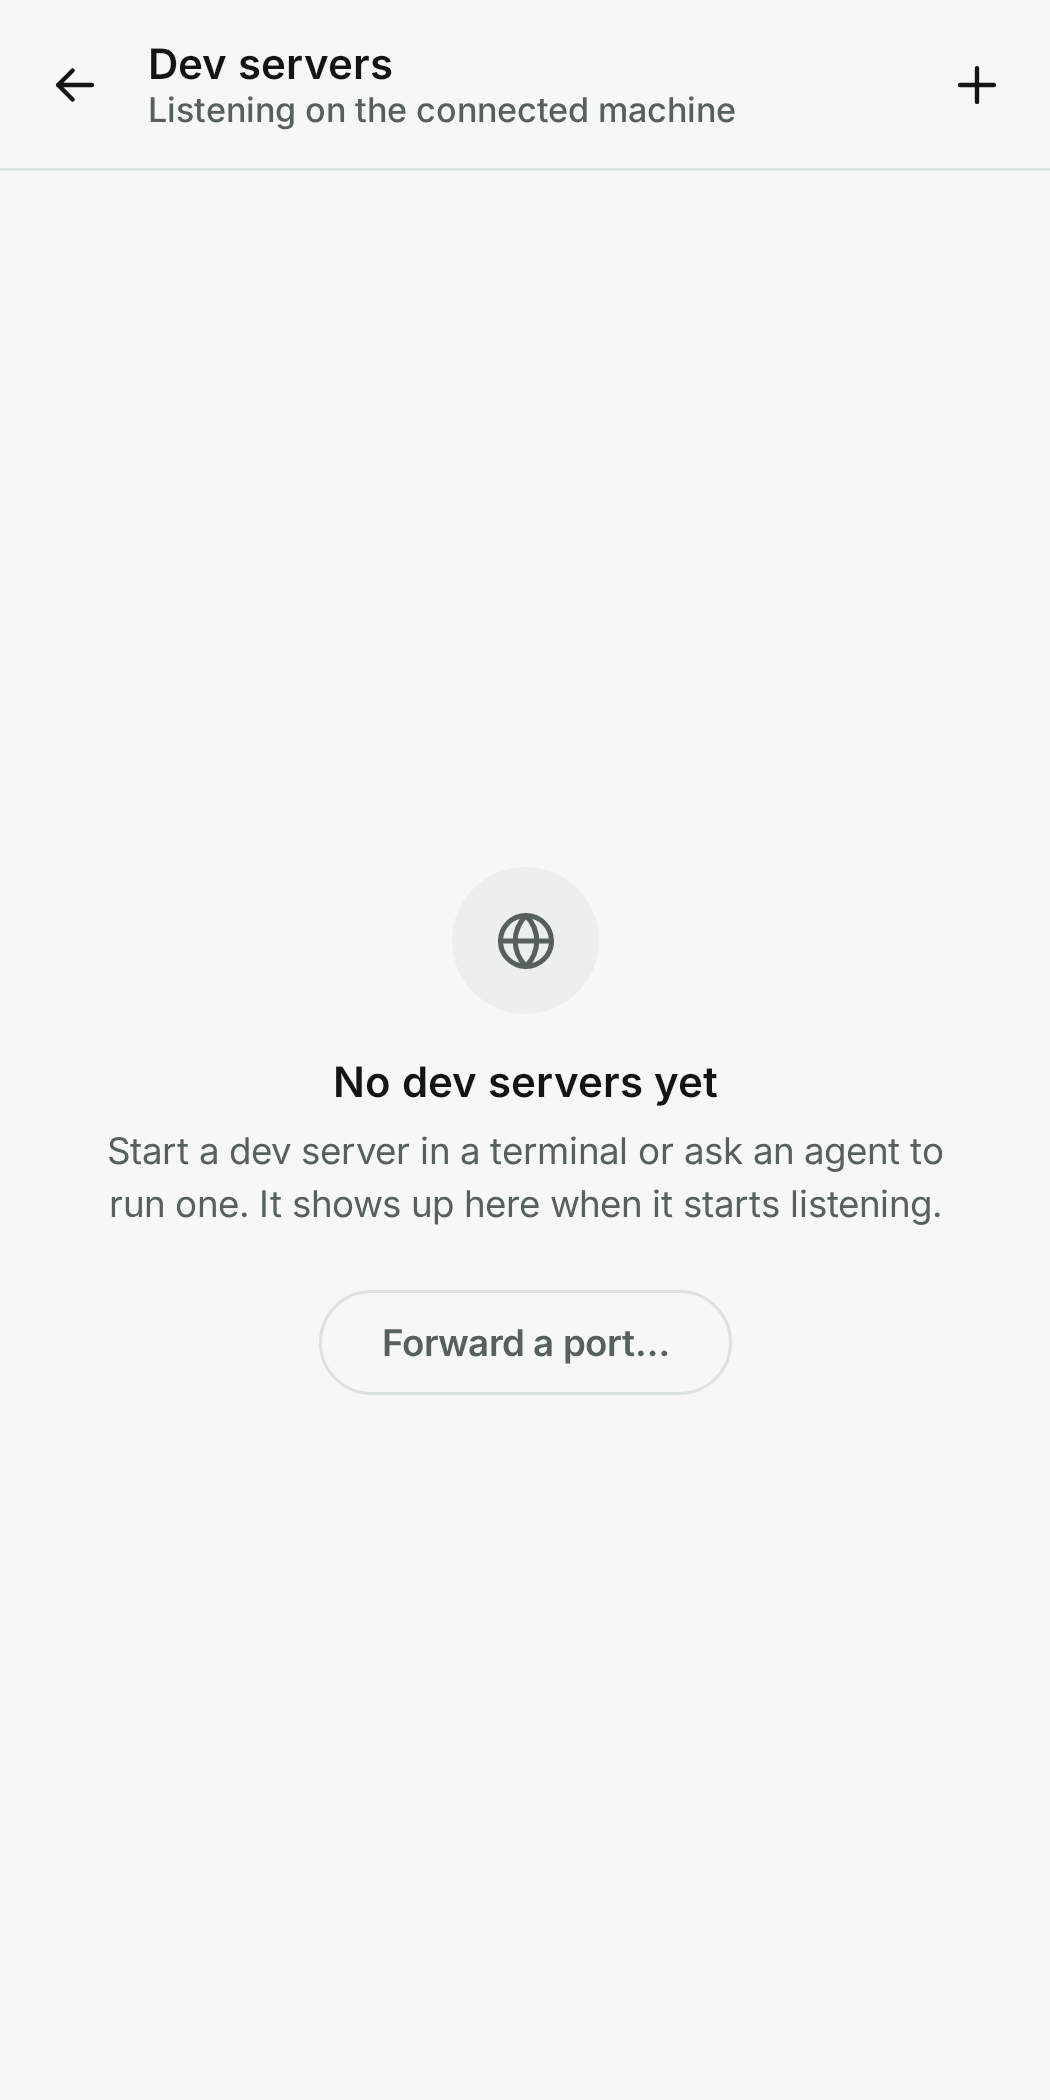 Dev servers
Listening on the connected machine
No dev servers yet
Start a dev server in a terminal or ask an agent to
run one. It shows up here when it starts listening.
Forward a port...